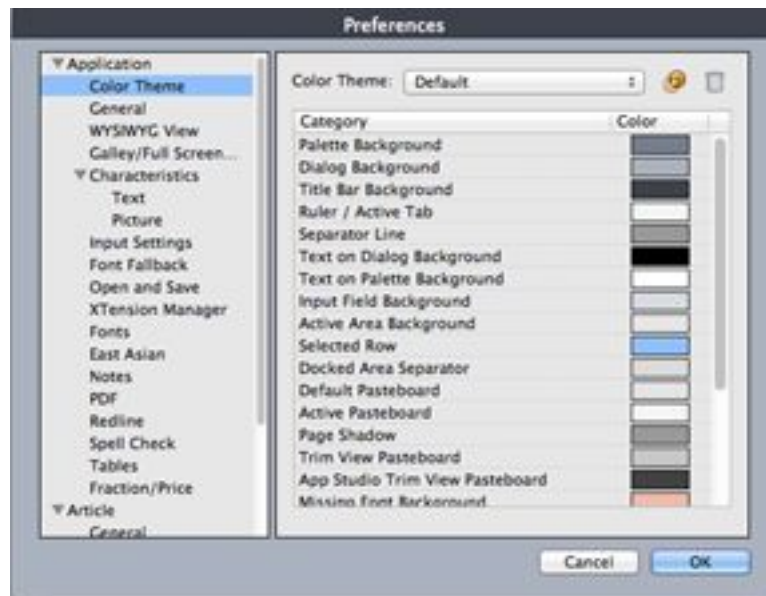 Preferences
Application
Color Theme
General
WYSIWYG View
Galley/Full Screen...
Characteristics
Text
Picture
Input Settings
Font Fallback
Open and Save
XTension Manager
Fonts
East Asian
Notes
PDF
Redline
Spell Check
Tables
Fraction/Price
Article
General
Color Theme: Default
Category Color
Palette Background
Dialog Background
Title Bar Background
Ruler / Active Tab
Separator Line
Text on Dialog Background
Text on Palette Background
Input Field Background
Active Area Background
Selected Row
Docked Area Separator
Default Pasteboard
Active Pasteboard
Page Shadow
Trim View Pasteboard
App Studio Trim View Pasteboard
Missing Font Background
Cancel OK